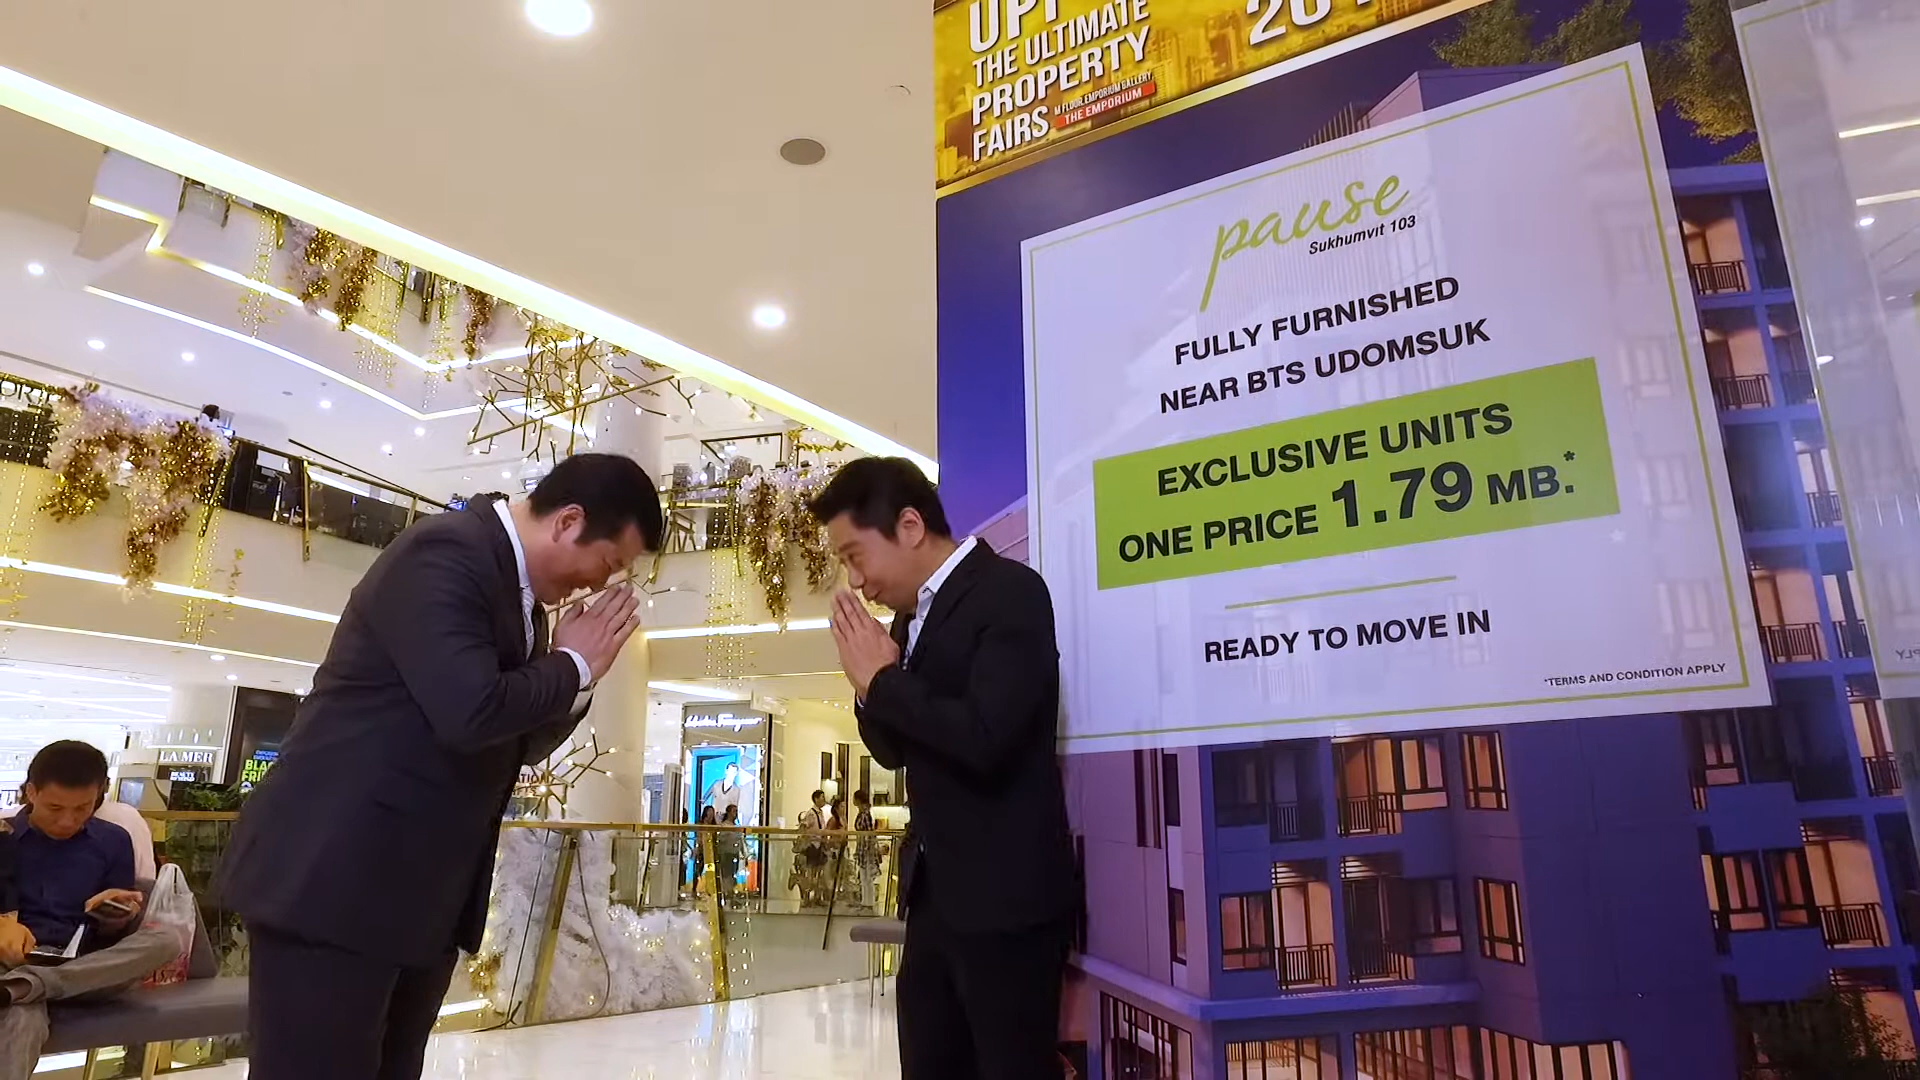 THE ULTIMATE
PROPERTY
FAIRS
M FLOOR, EMPORIUM GALLERY
THE EMPORIUM
pause
Sukhumvit 103
FULLY FURNISHED
NEAR BTS UDOMSUK
EXCLUSIVE UNITS
ONE PRICE 1.79 MB.*
READY TO MOVE IN
*TERMS AND CONDITION APPLY
LA MER
Salvatore Ferragamo